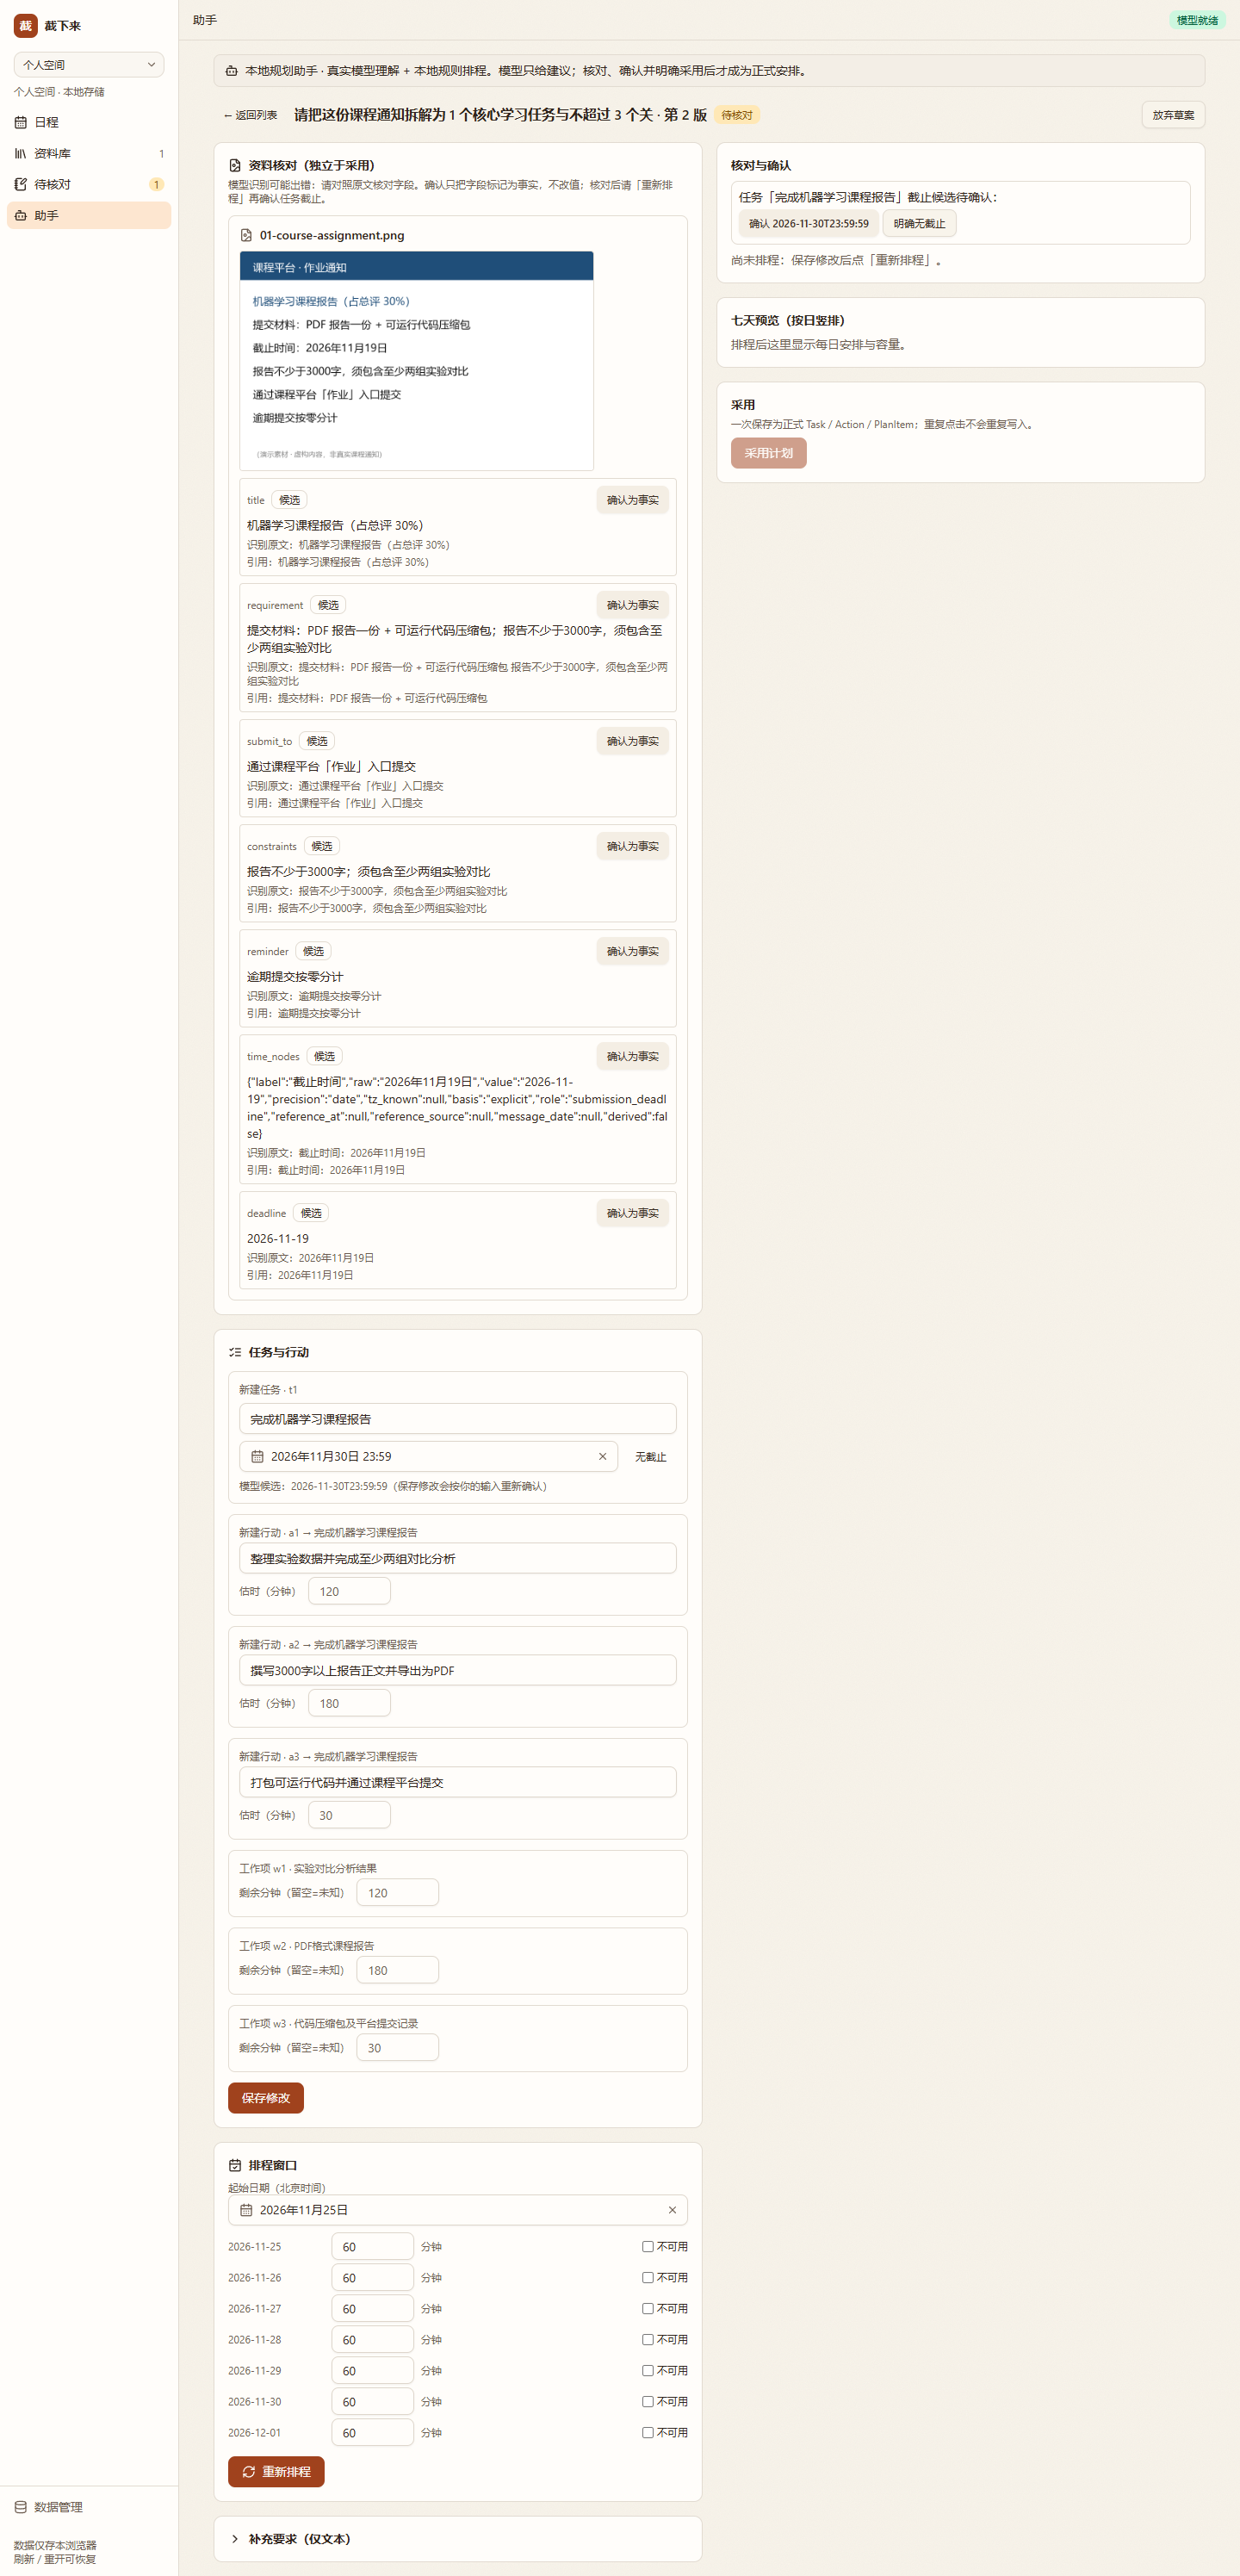 截 截下来
个人空间
个人空间 · 本地存储
日程
资料库 1
待核对 1
助手
数据管理
数据仅存本浏览器
刷新 / 重开可恢复
助手
模型就绪
本地规划助手 · 真实模型理解 + 本地规则排程。模型只给建议；核对、确认并明确采用后才成为正式安排。
← 返回列表
请把这份课程通知拆解为 1 个核心学习任务与不超过 3 个关 · 第 2 版 待核对
放弃草案
资料核对（独立于采用）
模型识别可能出错：请对照原文核对字段。确认只把字段标记为事实，不改值；核对后请「重新排
程」再确认任务截止。
01-course-assignment.png
课程平台 · 作业通知
机器学习课程报告（占总评 30%）
提交材料：PDF 报告一份 + 可运行代码压缩包
截止时间：2026年11月19日
报告不少于3000字，须包含至少两组实验对比
通过课程平台「作业」入口提交
逾期提交按零分计
（演示素材 · 虚构内容，非真实课程通知）
title 候选 确认为事实
机器学习课程报告（占总评 30%）
识别原文：机器学习课程报告（占总评 30%）
引用：机器学习课程报告（占总评 30%）
requirement 候选 确认为事实
提交材料：PDF 报告一份 + 可运行代码压缩包；报告不少于3000字，须包含至
少两组实验对比
识别原文：提交材料：PDF 报告一份 + 可运行代码压缩包 报告不少于3000字，须包含至少两
组实验对比
引用：提交材料：PDF 报告一份 + 可运行代码压缩包
submit_to 候选 确认为事实
通过课程平台「作业」入口提交
识别原文：通过课程平台「作业」入口提交
引用：通过课程平台「作业」入口提交
constraints 候选 确认为事实
报告不少于3000字；须包含至少两组实验对比
识别原文：报告不少于3000字，须包含至少两组实验对比
引用：报告不少于3000字，须包含至少两组实验对比
reminder 候选 确认为事实
逾期提交按零分计
识别原文：逾期提交按零分计
引用：逾期提交按零分计
time_nodes 候选 确认为事实
{"label":"截止时间","raw":"2026年11月19日","value":"2026-11-
19","precision":"date","tz_known":null,"basis":"explicit","role":"submission_deadl
ine","reference_at":null,"reference_source":null,"message_date":null,"derived":fal
se}
识别原文：截止时间：2026年11月19日
引用：截止时间：2026年11月19日
deadline 候选 确认为事实
2026-11-19
识别原文：2026年11月19日
引用：2026年11月19日
任务与行动
新建任务 · t1
完成机器学习课程报告
2026年11月30日 23:59 无截止
模型候选：2026-11-30T23:59:59（保存修改会按你的输入重新确认）
新建行动 · a1 → 完成机器学习课程报告
整理实验数据并完成至少两组对比分析
估时（分钟） 120
新建行动 · a2 → 完成机器学习课程报告
撰写3000字以上报告正文并导出为PDF
估时（分钟） 180
新建行动 · a3 → 完成机器学习课程报告
打包可运行代码并通过课程平台提交
估时（分钟） 30
工作项 w1 · 实验对比分析结果
剩余分钟（留空=未知） 120
工作项 w2 · PDF格式课程报告
剩余分钟（留空=未知） 180
工作项 w3 · 代码压缩包及平台提交记录
剩余分钟（留空=未知） 30
保存修改
排程窗口
起始日期（北京时间）
2026年11月25日
2026-11-25 60 分钟 不可用
2026-11-26 60 分钟 不可用
2026-11-27 60 分钟 不可用
2026-11-28 60 分钟 不可用
2026-11-29 60 分钟 不可用
2026-11-30 60 分钟 不可用
2026-12-01 60 分钟 不可用
重新排程
补充要求（仅文本）
核对与确认
任务「完成机器学习课程报告」截止候选待确认：
确认 2026-11-30T23:59:59 明确无截止
尚未排程：保存修改后点「重新排程」。
七天预览（按日竖排）
排程后这里显示每日安排与容量。
采用
一次保存为正式 Task / Action / PlanItem；重复点击不会重复写入。
采用计划